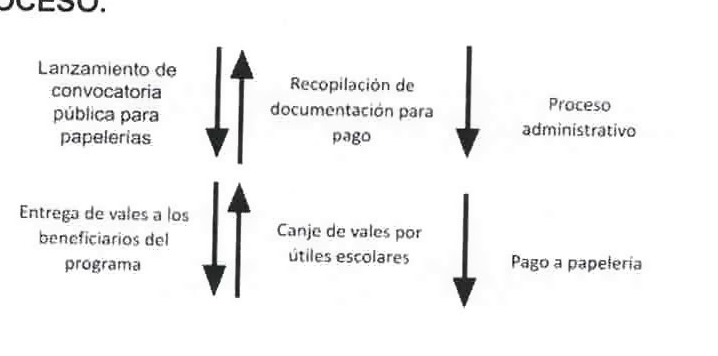 PROCESO:
Lanzamiento de
convocatoria
pública para
papelerías
Recopilación de
documentación para
pago
Proceso
administrativo
Entrega de vales a los
beneficiarios del
programa
Canje de vales por
útiles escolares
Pago a papelería